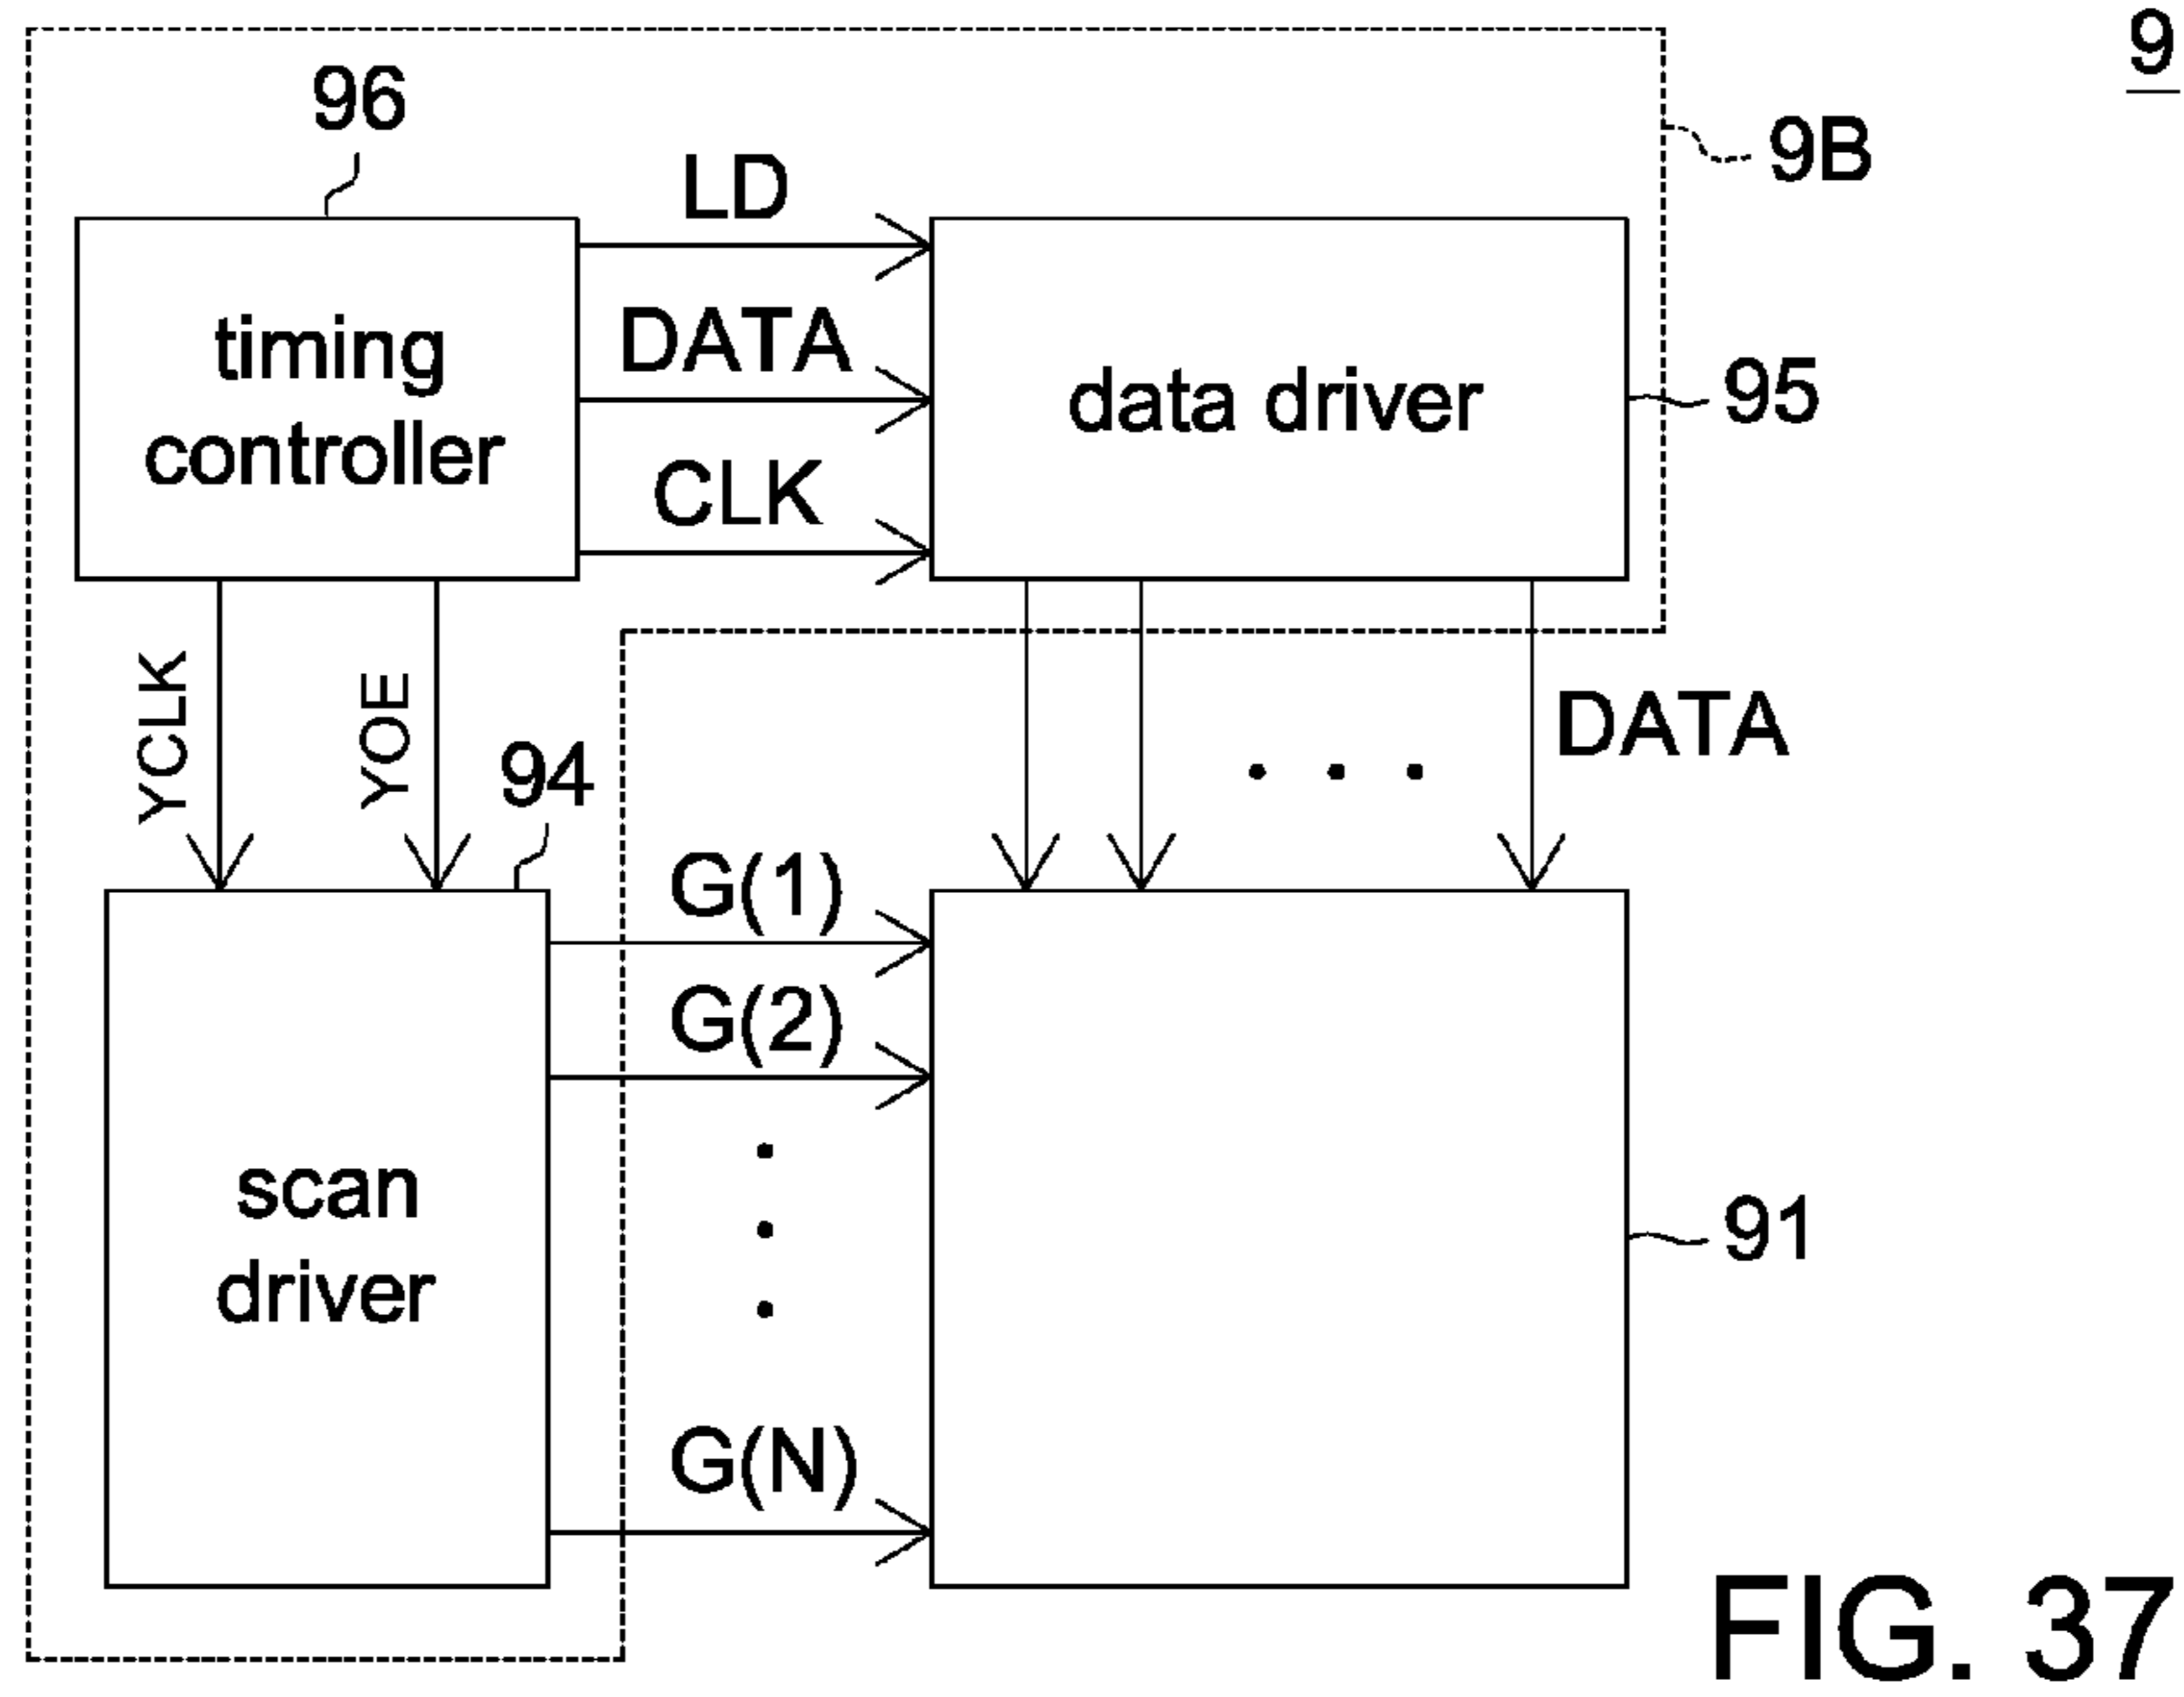 9
9B
96
LD
timing
controller
DATA
CLK
data driver
95
YCLK
YOE
94
DATA
G(1)
G(2)
scan
driver
91
G(N)
FIG. 37